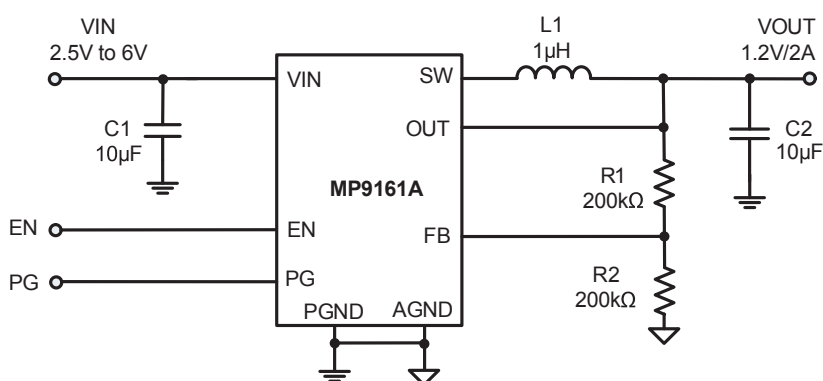 VIN
2.5V to 6V
L1
1µH
VOUT
1.2V/2A
VIN
SW
C1
10µF
OUT
C2
10µF
MP9161A
R1
200kΩ
EN
EN
FB
PG
PG
R2
200kΩ
PGND
AGND